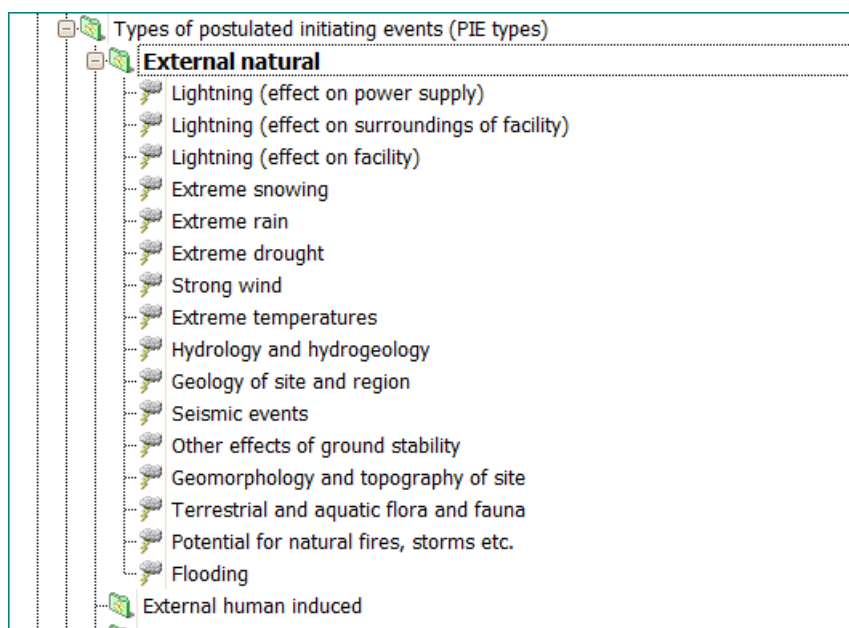 Types of postulated initiating events (PIE types)
External natural
Lightning (effect on power supply)
Lightning (effect on surroundings of facility)
Lightning (effect on facility)
Extreme snowing
Extreme rain
Extreme drought
Strong wind
Extreme temperatures
Hydrology and hydrogeology
Geology of site and region
Seismic events
Other effects of ground stability
Geomorphology and topography of site
Terrestrial and aquatic flora and fauna
Potential for natural fires, storms etc.
Flooding
External human induced